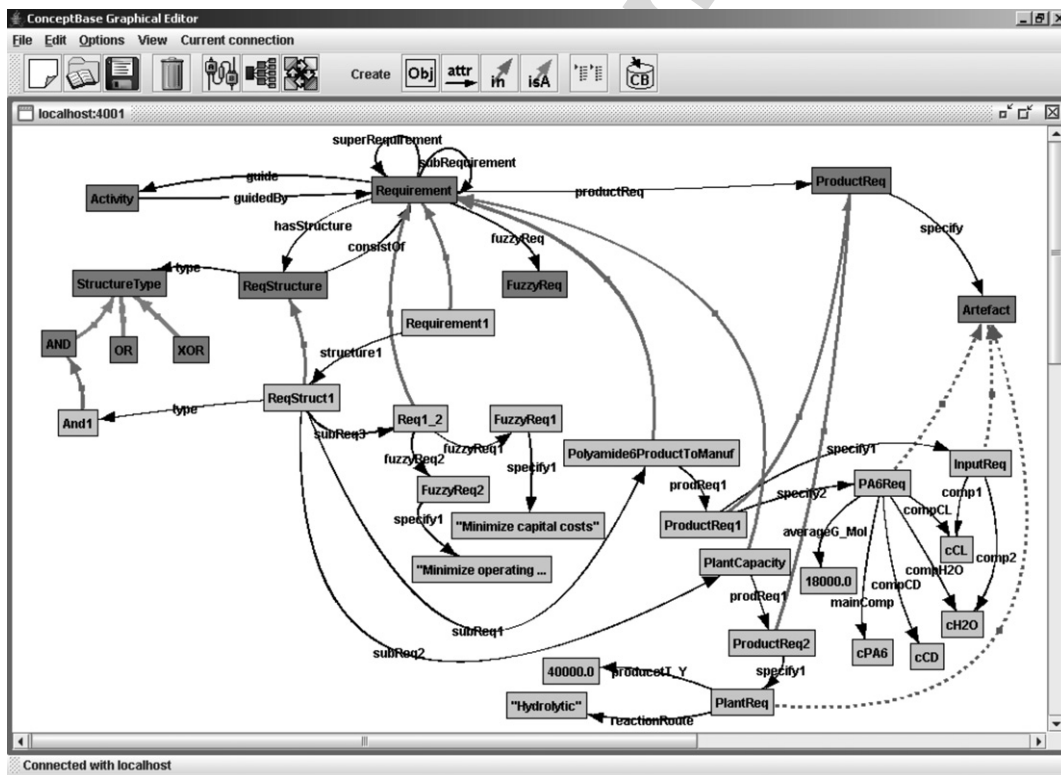 ConceptBase Graphical Editor
File Edit Options View Current connection
Create Obj attr in isA CB
localhost:4001
superRequirement
subRequirement
guide
Requirement
ProductReq
Activity
guidedBy
productReq
hasStructure
specify
consistOf
fuzzyReq
type
StructureType
ReqStructure
FuzzyReq
Artefact
Requirement1
AND
OR
XOR
structure1
ReqStruct1
type
And1
Req1_2
FuzzyReq1
subReq3
fuzzyReq1
Polyamide6ProductToManuf
specify1
InputReq
fuzzyReq2
specify1
prodReq1
PA6Req
comp1
FuzzyReq2
specify2
compCL
specify1
"Minimize capital costs"
ProductReq1
averageG_Mol
cCL
comp2
"Minimize operating ...
PlantCapacity
compH2O
18000.0
compCD
prodReq1
mainComp
cH2O
subReq1
ProductReq2
subReq2
cPA6
cCD
40000.0
producetT_Y
specify1
"Hydrolytic"
reactionRoute
PlantReq
Connected with localhost